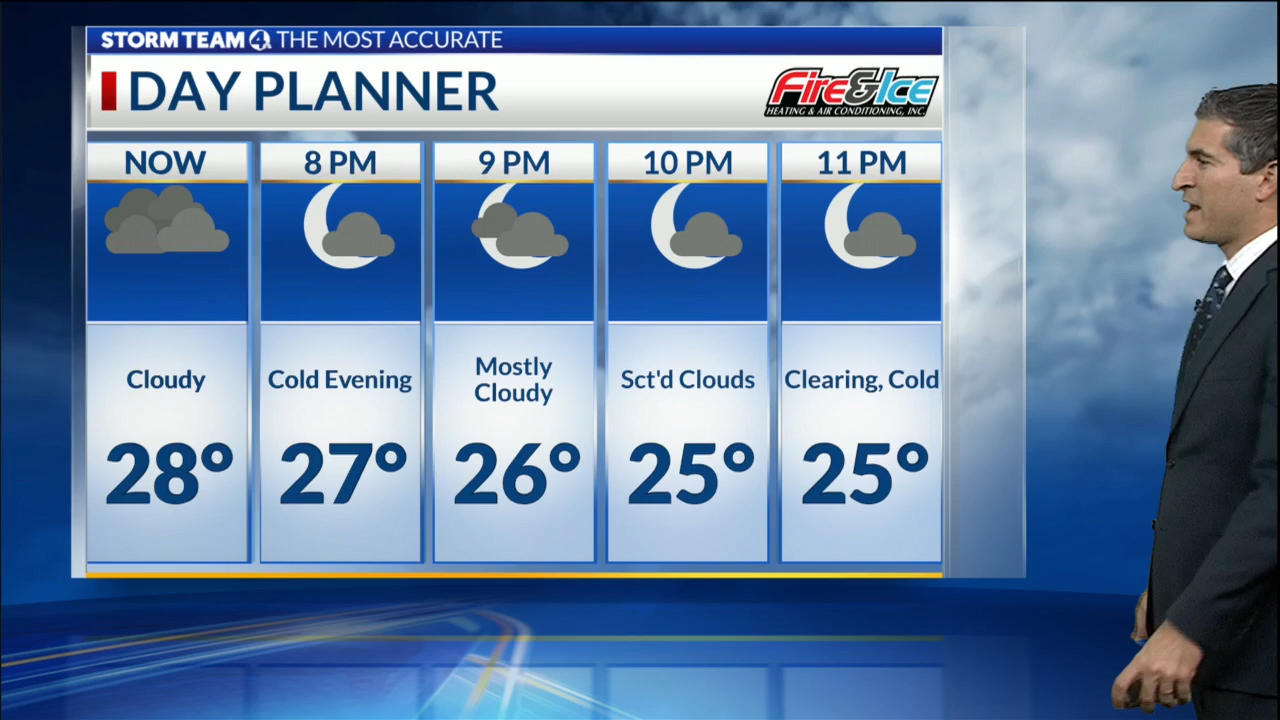 STORM TEAM 4 THE MOST ACCURATE
DAY PLANNER
Fire&Ice
HEATING & AIR CONDITIONING, INC.
NOW
8 PM
9 PM
10 PM
11 PM
Cloudy
Cold Evening
Mostly
Cloudy
Sct'd Clouds
Clearing, Cold
28°
27°
26°
25°
25°